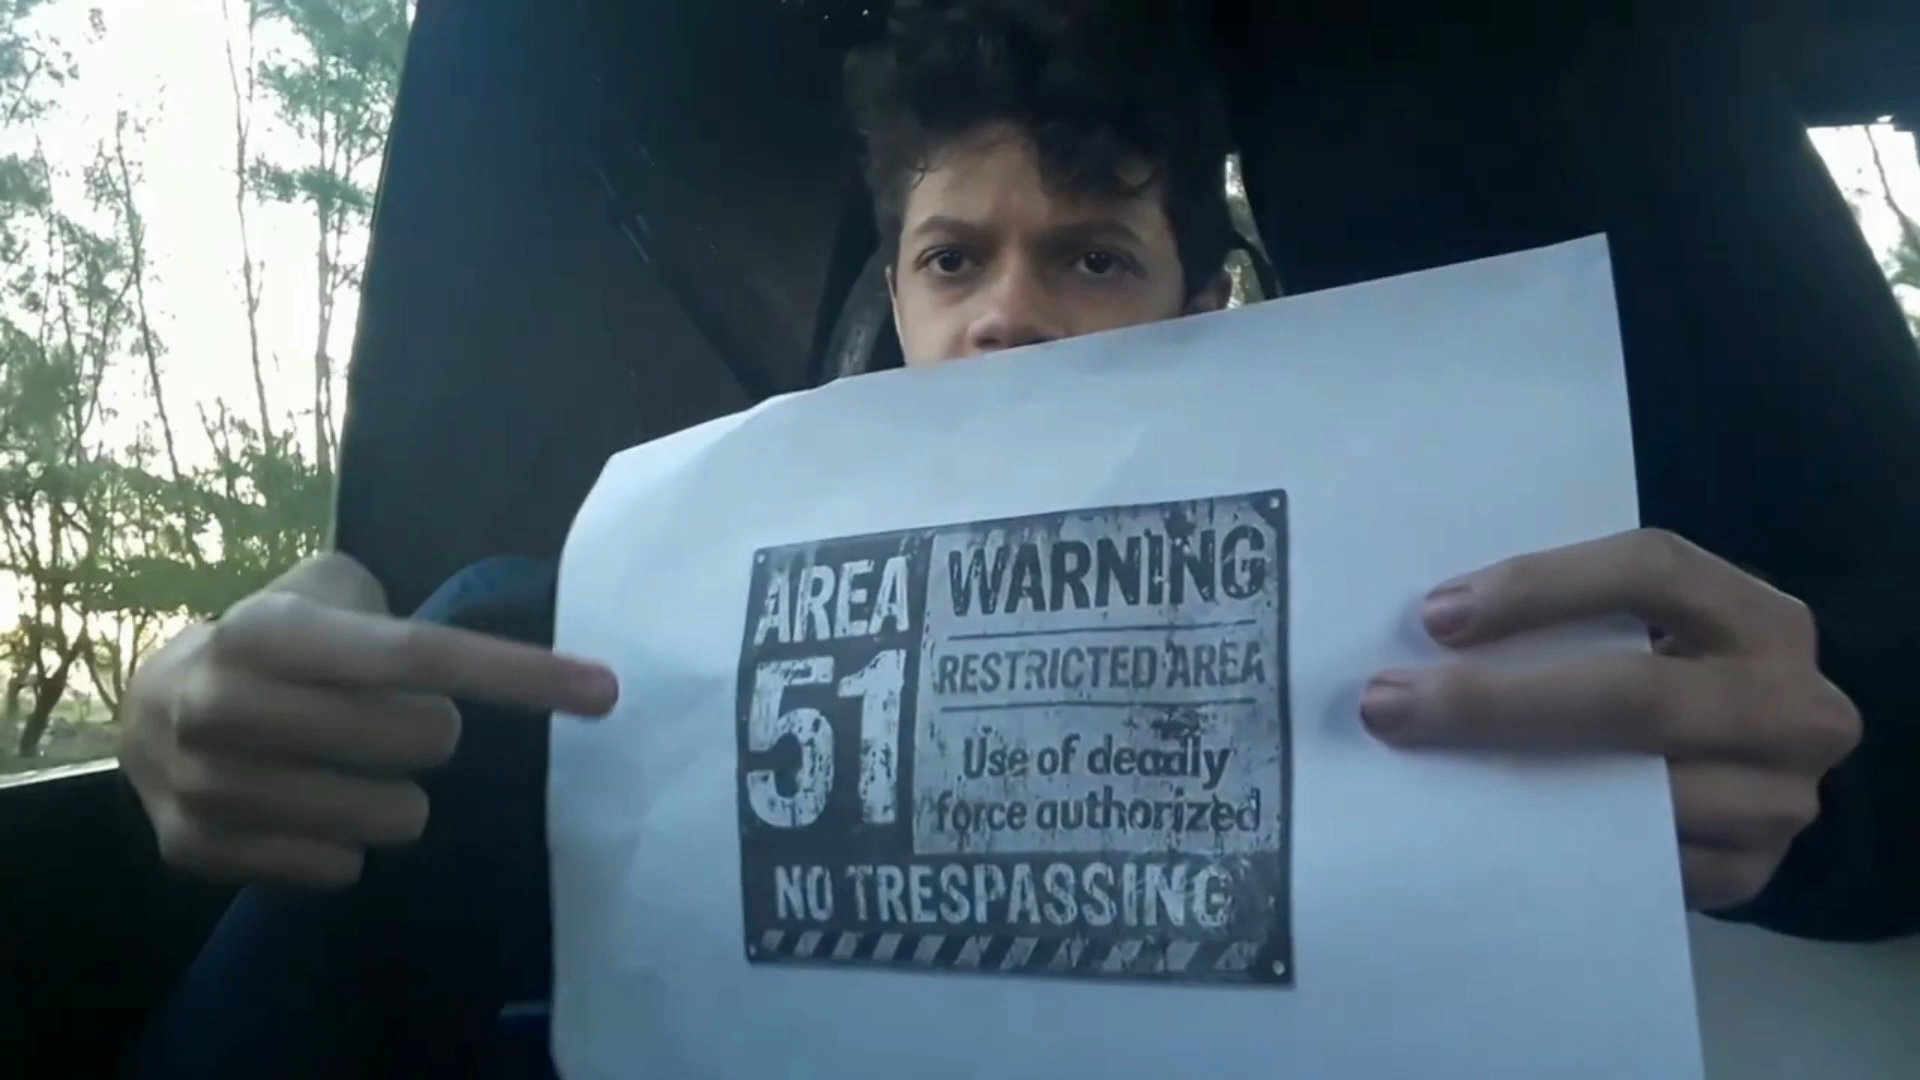 AREA
51
WARNING
RESTRICTED AREA
Use of deadly
force authorized
NO TRESPASSING